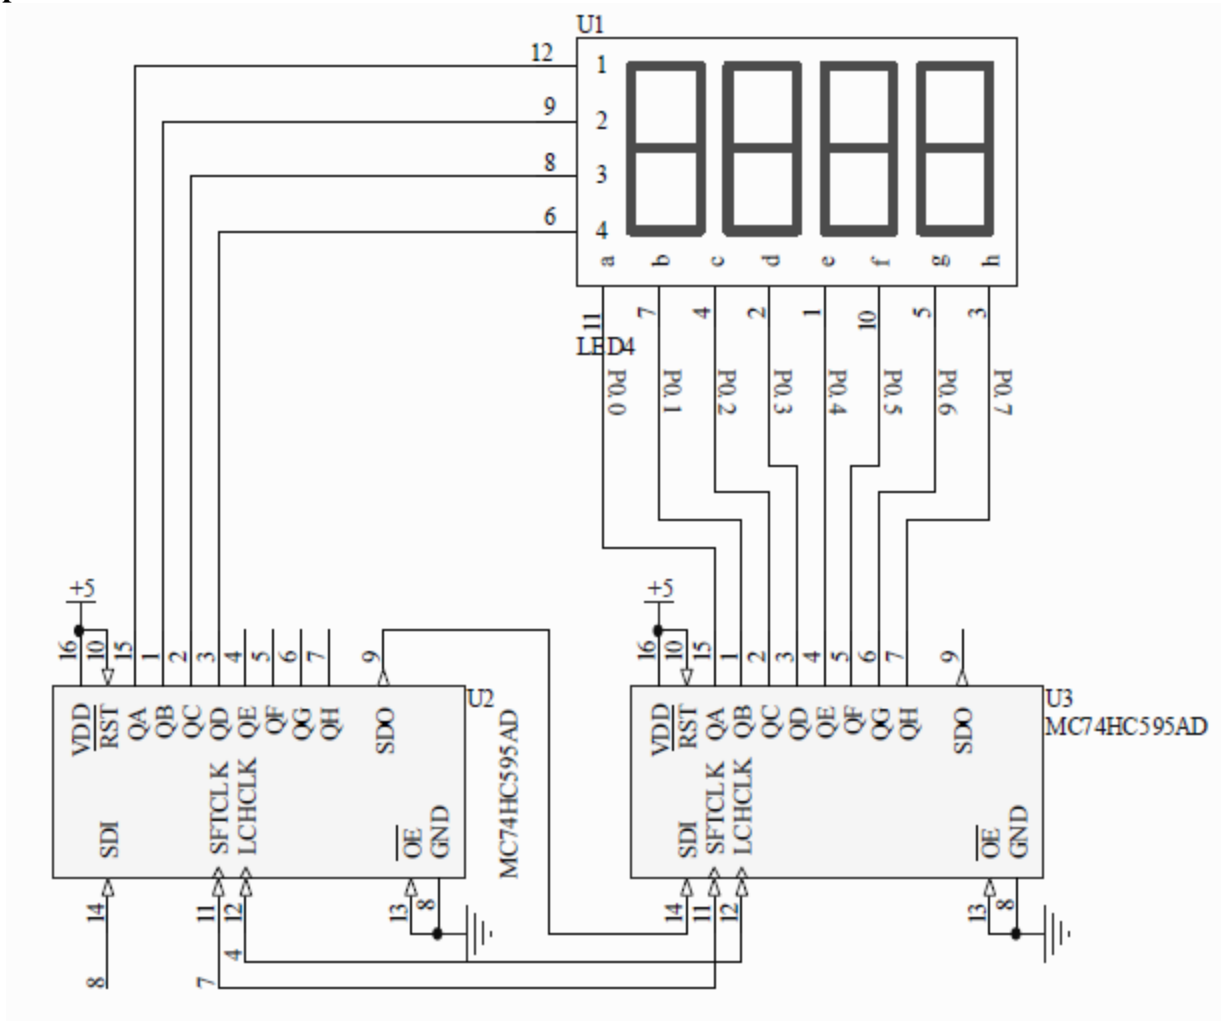 U1
12
1
9
2
8
3
6
4
a b c d e f g h
11 7 4 2 1 10 5 3
LED4
P0.0 P0.1 P0.2 P0.3 P0.4 P0.5 P0.6 P0.7
+5
16 10 15 1 2 3 4 5 6 7 9
U2
MC74HC595AD
VDD RST QA QB QC QD QE QF QG QH SDO
SDI SFTCLK LCHCLK OE GND
14 11 12 13 8
8 7 4
+5
16 10 15 1 2 3 4 5 6 7 9
U3
MC74HC595AD
VDD RST QA QB QC QD QE QF QG QH SDO
SDI SFTCLK LCHCLK OE GND
14 11 12 13 8